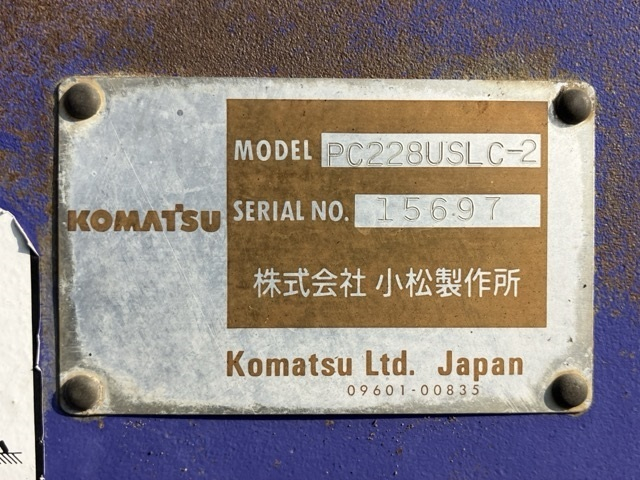 KOMATSU
MODEL PC228USLC-2
SERIAL NO. 15697
株式会社 小松製作所
Komatsu Ltd. Japan
09601-00835